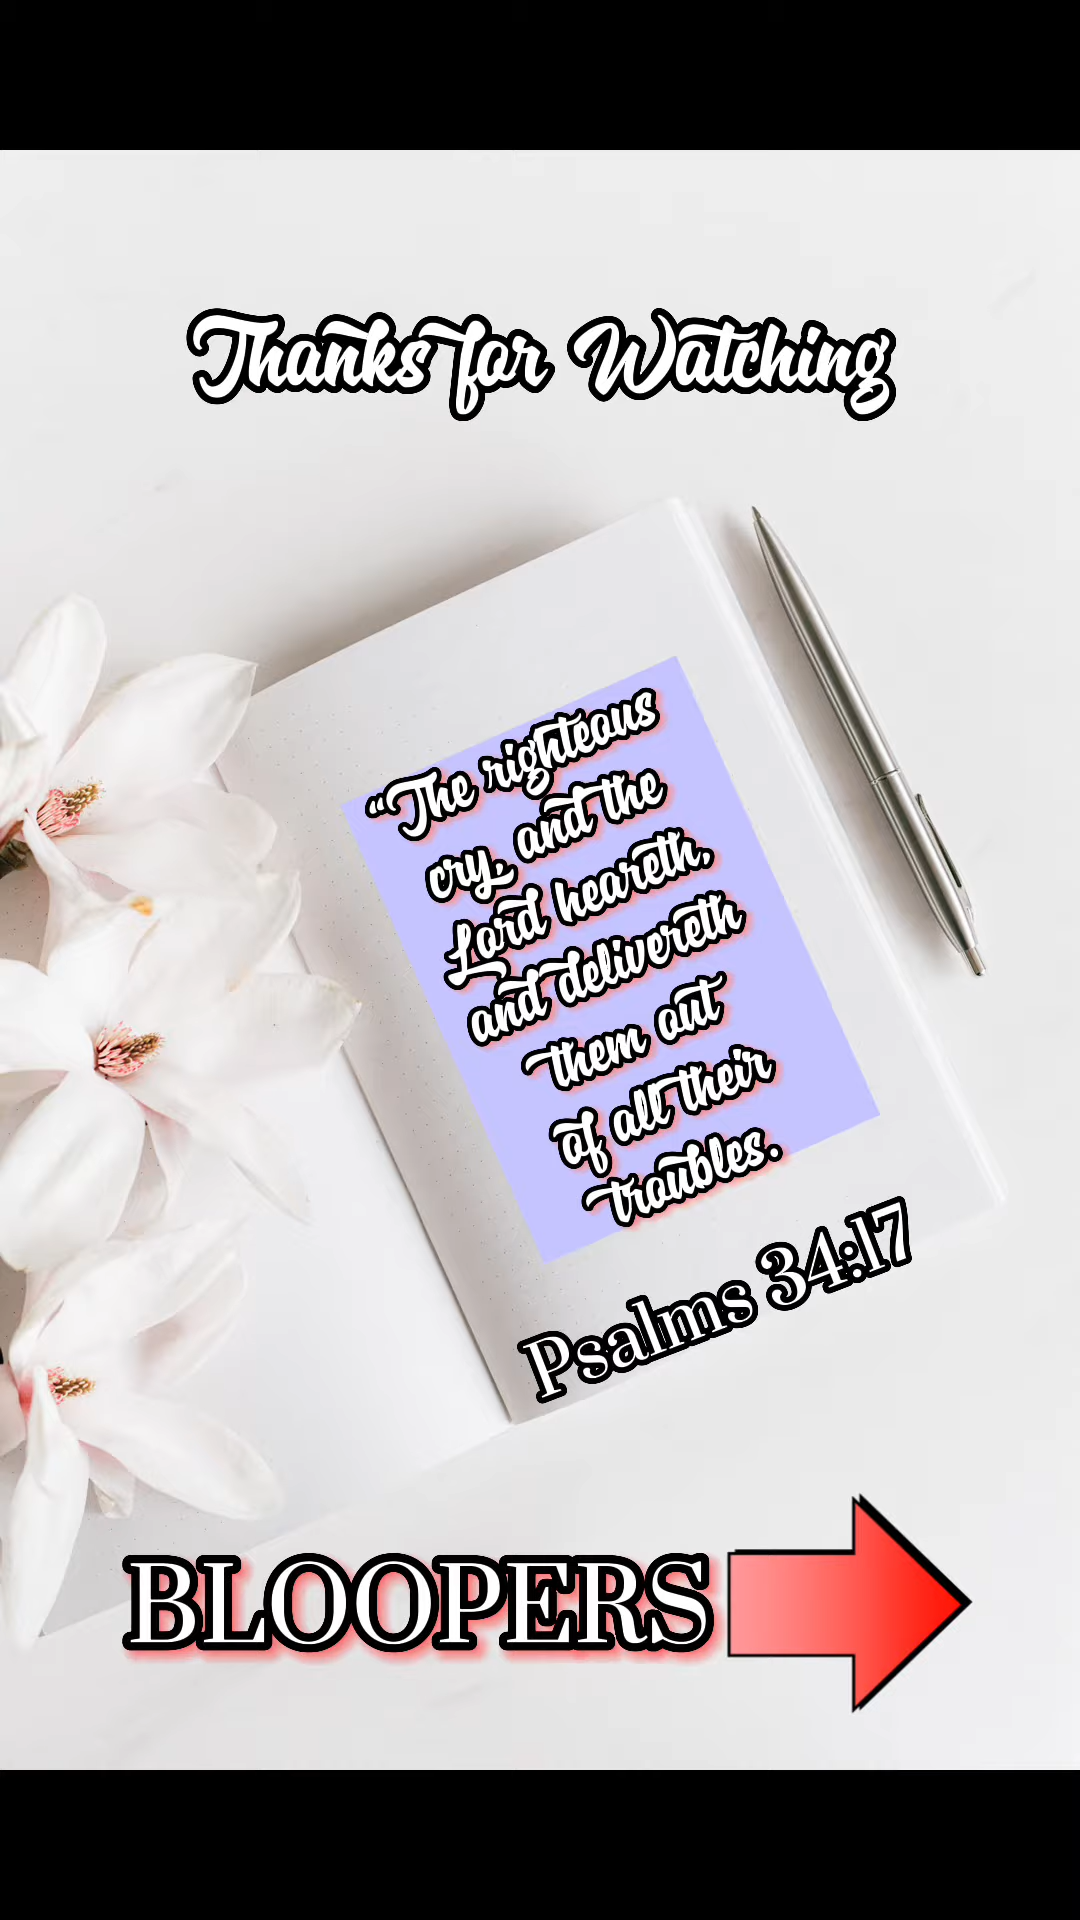 Thanks for Watching
“The righteous
cry, and the
Lord heareth,
and delivereth
them out
of all their
troubles.
Psalms 34:17
BLOOPERS